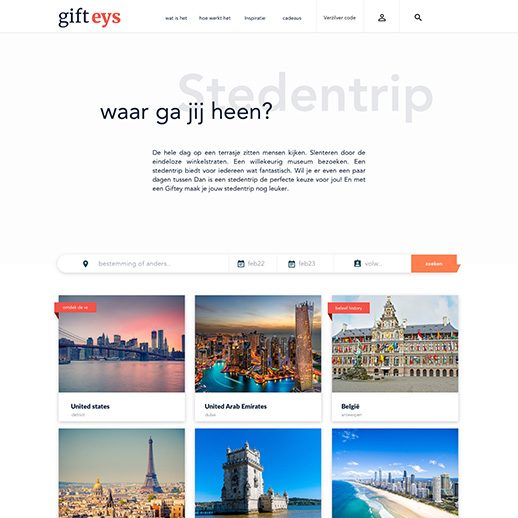 gifteys
wat is het hoe werkt het Inspiratie cadeaus Verzilver code
Stedentrip
waar ga jij heen?
De hele dag op een terrasje zitten mensen kijken. Slenteren door de
eindeloze winkelstraten. Een willekeurig museum bezoeken. Een
stedentrip biedt voor iedereen wat fantastisch. Wil je er even een paar
dagen tussen Dan is een stedentrip de perfecte keuze voor jou! En met
een Giftey maak je jouw stedentrip nog leuker.
bestemming of anders.. feb22 feb23 volw.. zoeken
ontdek de vs
beleef history
United states
United Arab Emirates
België
dubai
antwerpen